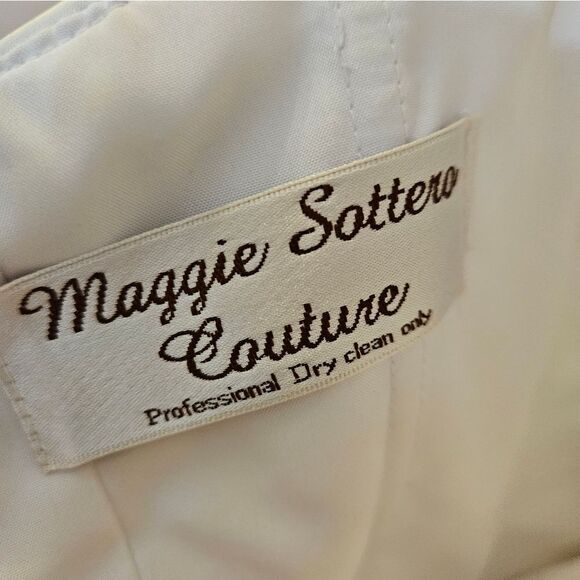 Maggie Sottero
Couture
Professional Dry clean only